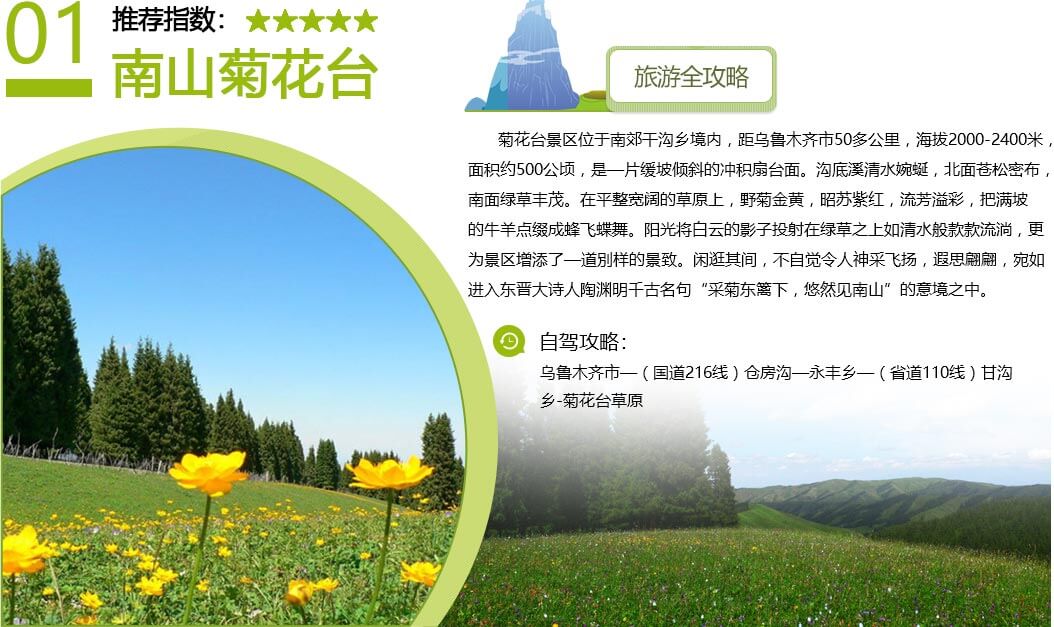 01
推荐指数：★★★★★
南山菊花台
旅游全攻略
菊花台景区位于南郊干沟乡境内，距乌鲁木齐市50多公里，海拔2000-2400米，
面积约500公顷，是一片缓坡倾斜的冲积扇台面。沟底溪清水婉蜒，北面苍松密布，
南面绿草丰茂。在平整宽阔的草原上，野菊金黄，昭苏紫红，流芳溢彩，把满坡
的牛羊点缀成蜂飞蝶舞。阳光将白云的影子投射在绿草之上如清水般款款流淌，更
为景区增添了一道别样的景致。闲逛其间，不自觉令人神采飞扬，遐思翩翩，宛如
进入东晋大诗人陶渊明千古名句“采菊东篱下，悠然见南山”的意境之中。
自驾攻略：
乌鲁木齐市—（国道216线）仓房沟—永丰乡—（省道110线）甘沟
乡-菊花台草原